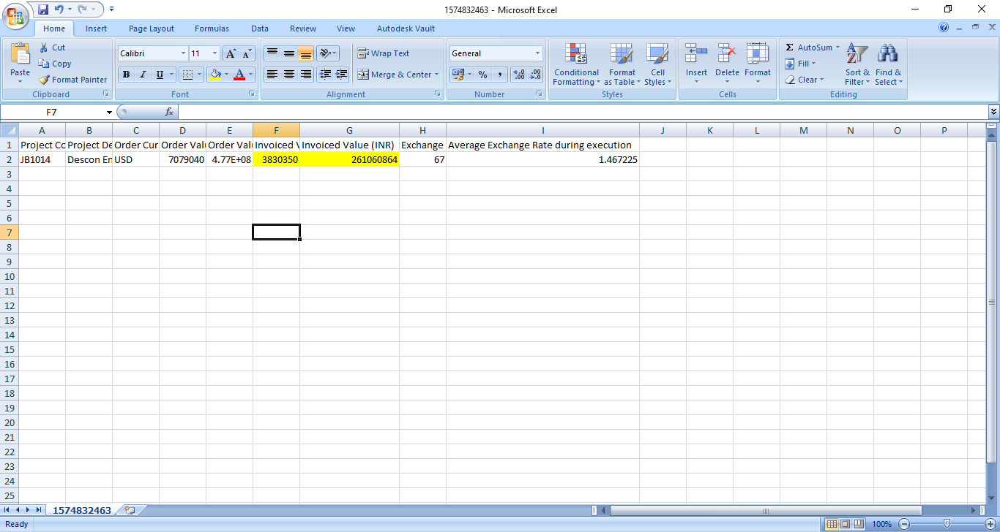 1574832463 - Microsoft Excel
Home Insert Page Layout Formulas Data Review View Autodesk Vault
Paste
Cut
Copy
Format Painter
Clipboard
Calibri 11
B I U
Font
Wrap Text
Merge & Center
Alignment
General
% , .00 .0
Number
Conditional Formatting
Format as Table
Cell Styles
Styles
Insert Delete Format
Cells
Σ AutoSum
Fill
Clear
Sort & Filter
Find & Select
Editing
F7 fx
A B C D E F G H I J K L M N O P
1 Project Co Project De Order Cur Order Val Order Val Invoiced V Invoiced Value (INR) Exchange Average Exchange Rate during execution
2 JB1014 Descon En USD 7079040 4.77E+08 3830350 261060864 67 1.467225
3
4
5
6
7
8
9
10
11
12
13
14
15
16
17
18
19
20
21
22
23
24
25
1574832463
Ready 100%